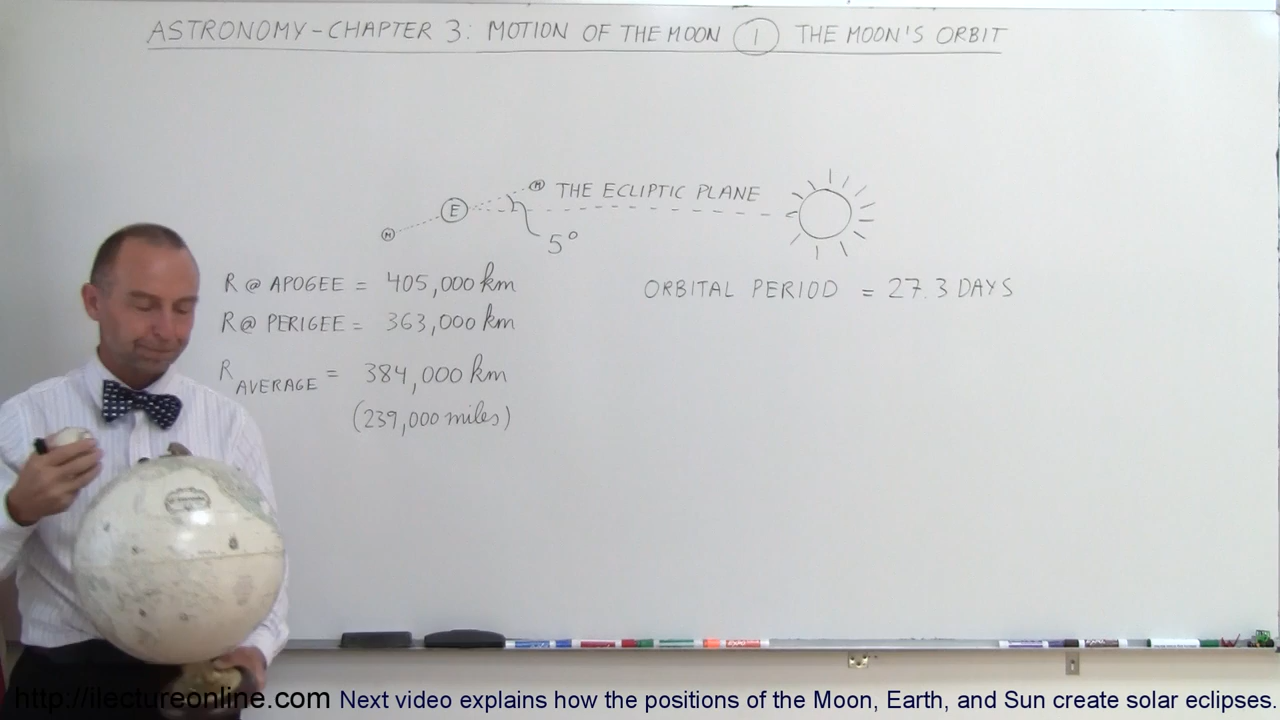 ASTRONOMY-CHAPTER 3: MOTION OF THE MOON 1 THE MOON'S ORBIT
M THE ECLIPTIC PLANE
E
M
5°
R @ APOGEE = 405,000 km
ORBITAL PERIOD = 27.3 DAYS
R @ PERIGEE = 363,000 km
R AVERAGE = 384,000 km
(239,000 miles)
http://ilectureonline.com Next video explains how the positions of the Moon, Earth, and Sun create solar eclipses.